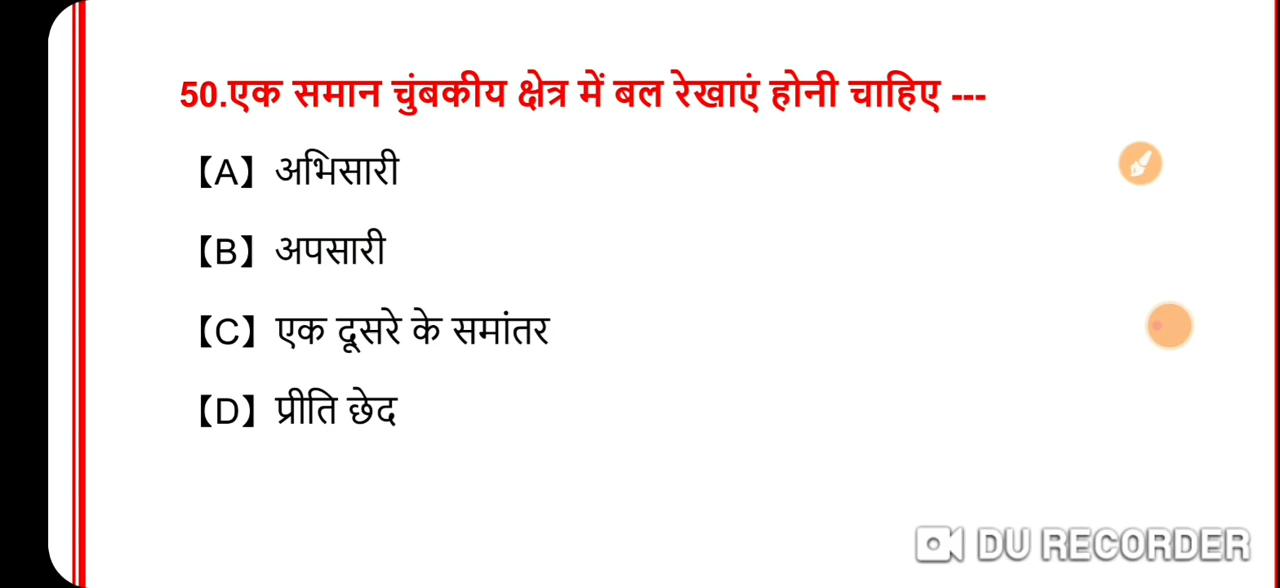 50.एक समान चुंबकीय क्षेत्र में बल रेखाएं होनी चाहिए ---
【A】 अभिसारी
【B】 अपसारी
【C】 एक दूसरे के समांतर
【D】 प्रीति छेद
DU RECORDER